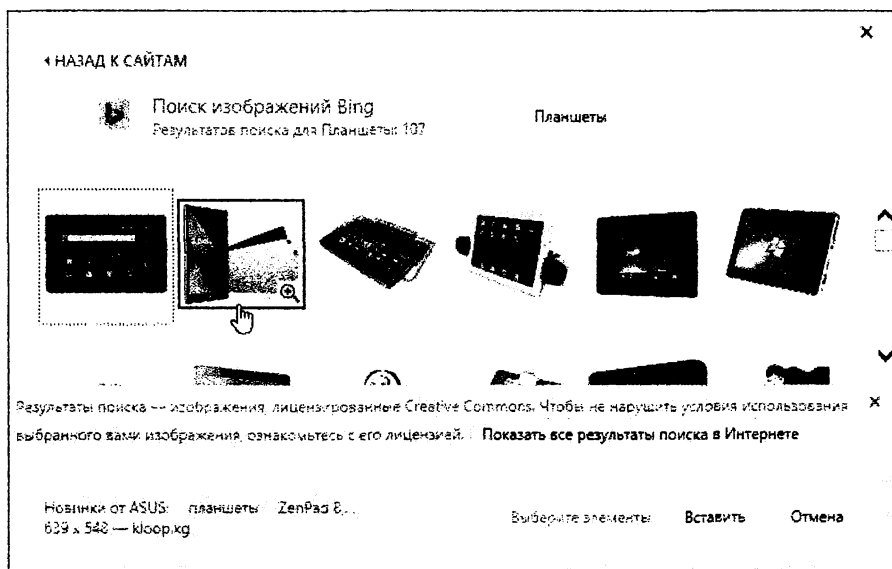 НАЗАД К САЙТАМ
Поиск изображений Bing
Результатов поиска для Планшеты: 107
Планшеты
Результаты поиска — изображения, лицензированные Creative Commons. Чтобы не нарушить условия использования
выбранного вами изображения, ознакомьтесь с его лицензией. Показать все результаты поиска в Интернете
Новинки от ASUS: планшеты ZenPad 8,...
639 x 548 — kloop.kg
Выберите элементы
Вставить
Отмена